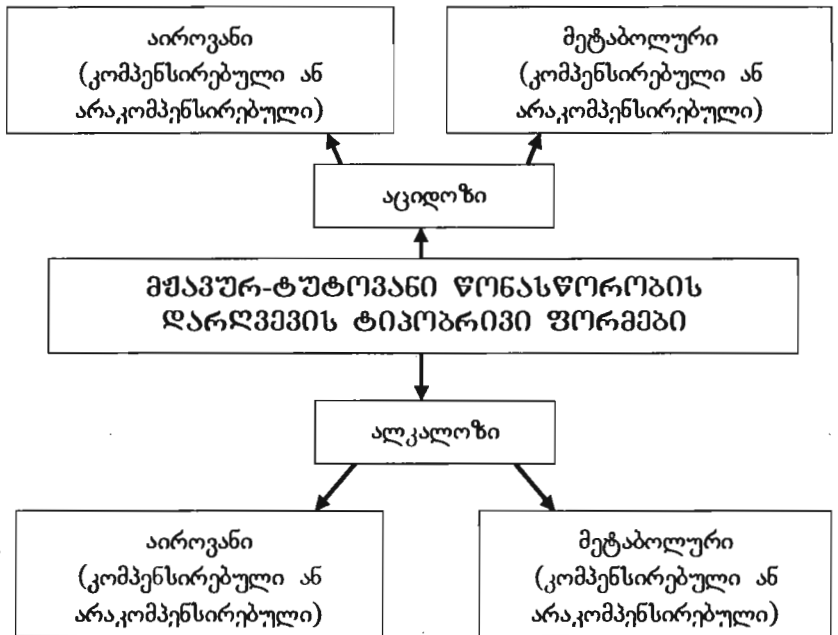 აიროვანი
(კომპენსირებული ან
არაკომპენსირებული)
მეტაბოლური
(კომპენსირებული ან
არაკომპენსირებული)
აციდოზი
მჟავურ-ტუტოვანი წონასწორობის
დარღვევის ტიპობრივი ფორმები
ალკალოზი
აიროვანი
(კომპენსირებული ან
არაკომპენსირებული)
მეტაბოლური
(კომპენსირებული ან
არაკომპენსირებული)